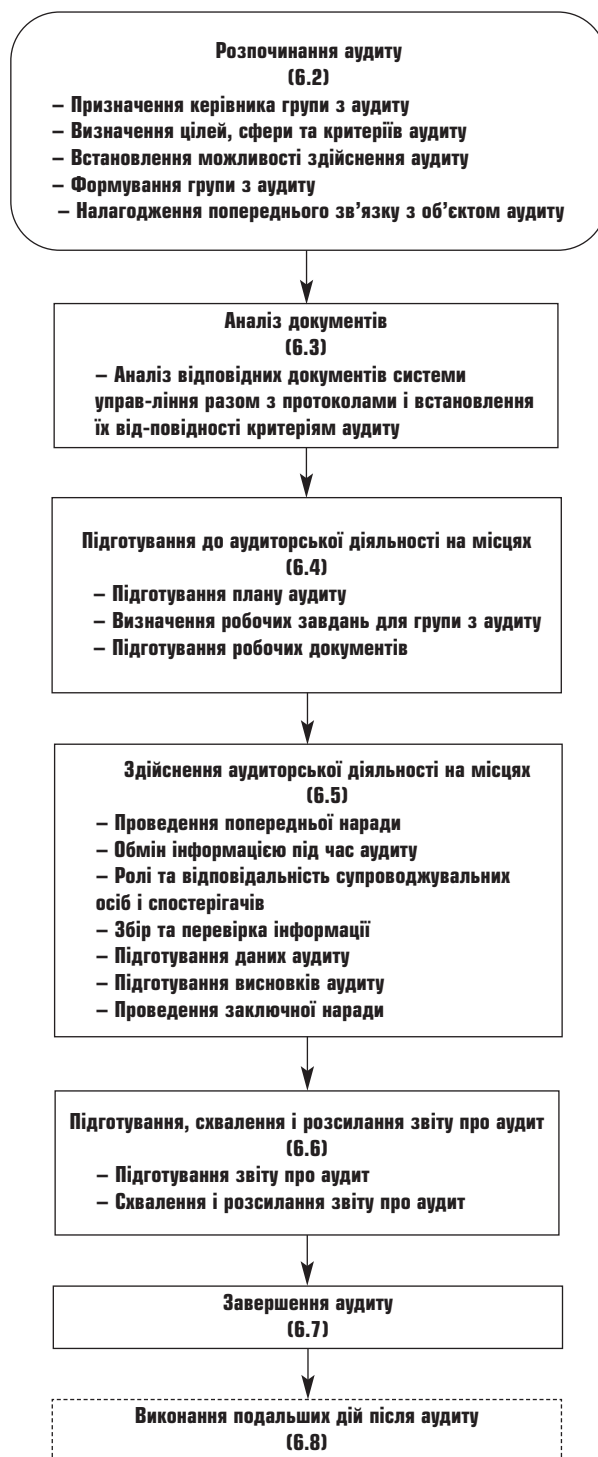 Розпочинання аудиту
(6.2)
– Призначення керівника групи з аудиту
– Визначення цілей, сфери та критеріїв аудиту
– Встановлення можливості здійснення аудиту
– Формування групи з аудиту
– Налагодження попереднього зв’язку з об’єктом аудиту
Аналіз документів
(6.3)
– Аналіз відповідних документів системи
управ-ління разом з протоколами і встановлення
їх від-повідності критеріям аудиту
Підготування до аудиторської діяльності на місцях
(6.4)
– Підготування плану аудиту
– Визначення робочих завдань для групи з аудиту
– Підготування робочих документів
Здійснення аудиторської діяльності на місцях
(6.5)
– Проведення попередньої наради
– Обмін інформацією під час аудиту
– Ролі та відповідальність супроводжувальних
осіб і спостерігачів
– Збір та перевірка інформації
– Підготування даних аудиту
– Підготування висновків аудиту
– Проведення заключної наради
Підготування, схвалення і розсилання звіту про аудит
(6.6)
– Підготування звіту про аудит
– Схвалення і розсилання звіту про аудит
Завершення аудиту
(6.7)
Виконання подальших дій після аудиту
(6.8)